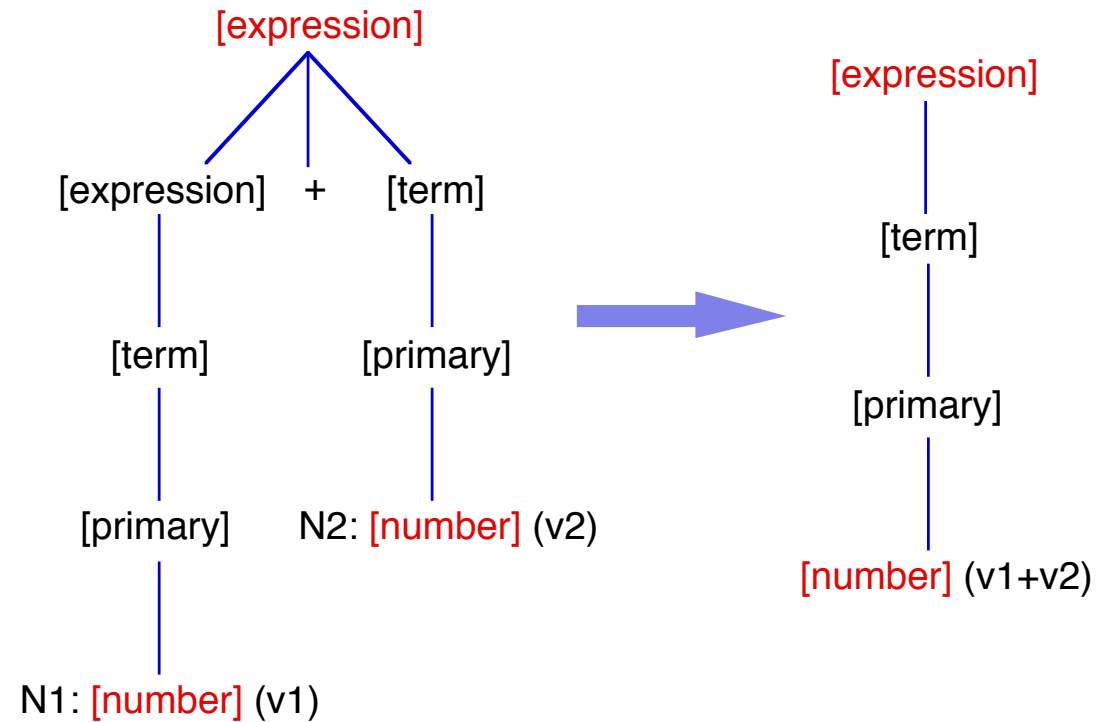 [expression]
[expression] + [term]
[term] [primary]
[primary] N2: [number] (v2)
N1: [number] (v1)
[expression]
[term]
[primary]
[number] (v1+v2)